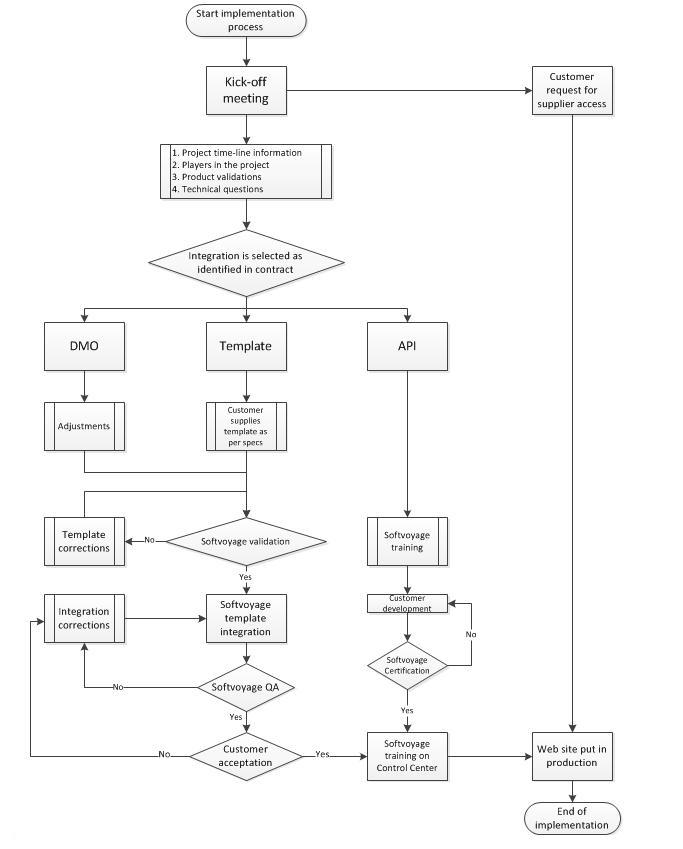 Start implementation
process
Kick-off
meeting
Customer
request for
supplier access
1. Project time-line information
2. Players in the project
3. Product validations
4. Technical questions
Integration is selected as
identified in contract
DMO
Template
API
Adjustments
Customer
supplies
template as
per specs
Template
corrections
No
Softvoyage validation
Softvoyage
training
Yes
Integration
corrections
Softvoyage
template
integration
Customer
development
No
Softvoyage
Certification
No
Softvoyage QA
Yes
Yes
No
Customer
acceptation
Yes
Softvoyage
training on
Control Center
Web site put in
production
End of
implementation